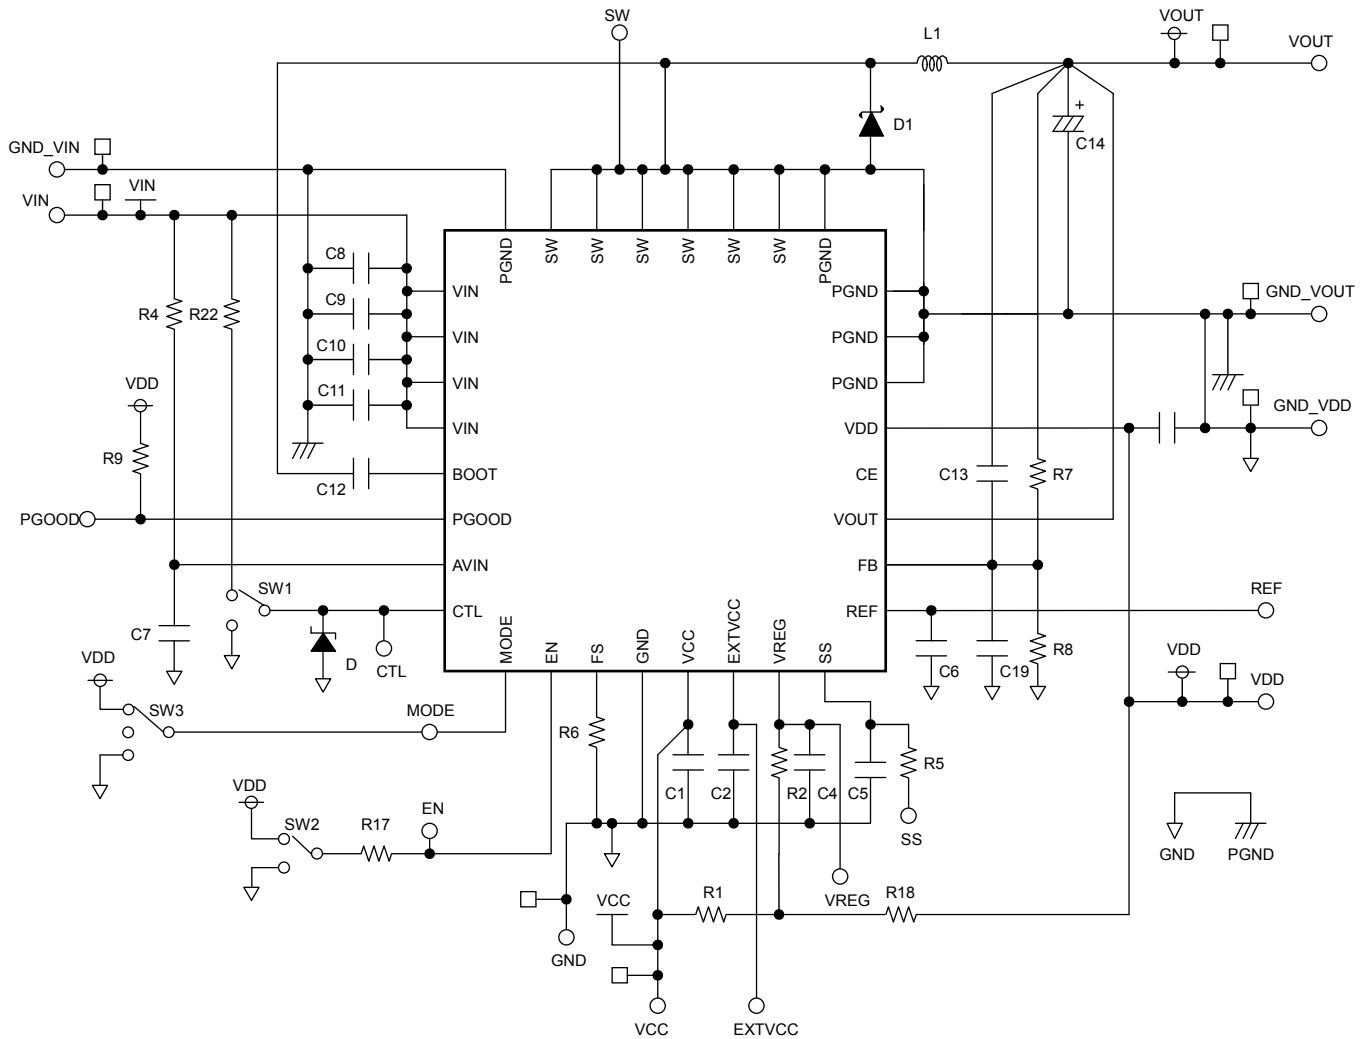 SW
L1
VOUT
VOUT
D1
+
C14
GND_VIN
VIN
VIN
PGND
SW
SW
SW
SW
SW
SW
PGND
C8
C9
C10
C11
C12
R4
R22
VDD
R9
PGOOD
VIN
VIN
VIN
VIN
BOOT
PGOOD
AVIN
CTL
PGND
PGND
PGND
VDD
CE
VOUT
FB
REF
GND_VOUT
GND_VDD
C13
R7
SW1
C7
D
CTL
MODE
EN
FS
GND
VCC
EXTVCC
VREG
SS
C6
C19
R8
REF
VDD
VDD
VDD
SW3
MODE
R6
C1
C2
R2
C4
C5
R5
SS
VDD
SW2
R17
EN
GND
PGND
VREG
R1
R18
VCC
GND
VCC
EXTVCC